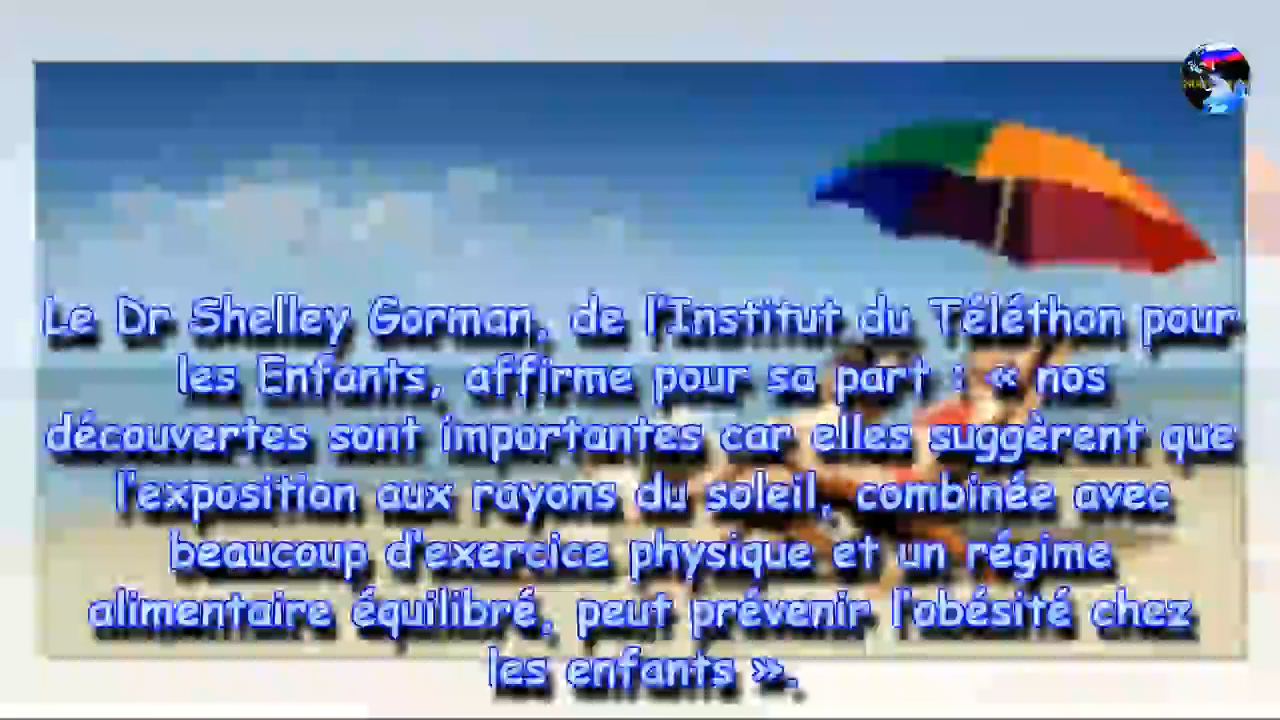 Le Dr Shelley Gorman, de l'Institut du Téléthon pour
les Enfants, affirme pour sa part : « nos
découvertes sont importantes car elles suggèrent que
l'exposition aux rayons du soleil, combinée avec
beaucoup d'exercice physique et un régime
alimentaire équilibré, peut prévenir l'obésité chez
les enfants ».